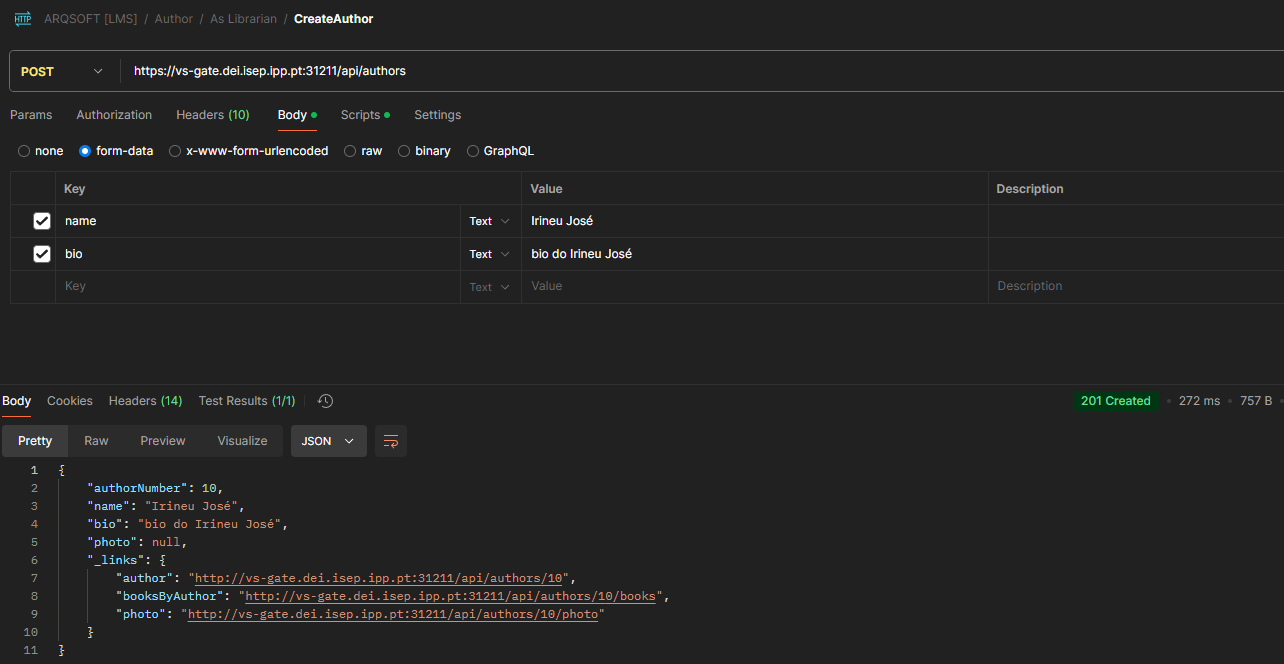 HTTP ARQSOFT [LMS] / Author / As Librarian / CreateAuthor
POST https://vs-gate.dei.isep.ipp.pt:31211/api/authors
Params Authorization Headers (10) Body Scripts Settings
none form-data x-www-form-urlencoded raw binary GraphQL
Key Value Description
name Text Irineu José
bio Text bio do Irineu José
Key Text Value Description
Body Cookies Headers (14) Test Results (1/1) 201 Created 272 ms 757 B
Pretty Raw Preview Visualize JSON
1 {
2 "authorNumber": 10,
3 "name": "Irineu José",
4 "bio": "bio do Irineu José",
5 "photo": null,
6 "_links": {
7 "author": "http://vs-gate.dei.isep.ipp.pt:31211/api/authors/10",
8 "booksByAuthor": "http://vs-gate.dei.isep.ipp.pt:31211/api/authors/10/books",
9 "photo": "http://vs-gate.dei.isep.ipp.pt:31211/api/authors/10/photo"
10 }
11 }